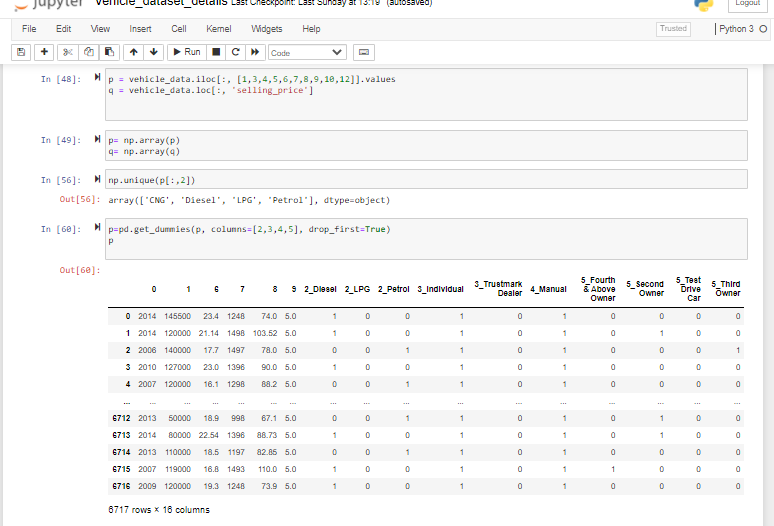 jupyter vehicle_dataset_details Last Checkpoint: Last Sunday at 13:19 (autosaved) Logout
File Edit View Insert Cell Kernel Widgets Help Trusted Python 3
Run Code
In [48]: p = vehicle_data.iloc[:, [1,3,4,5,6,7,8,9,10,12]].values
q = vehicle_data.loc[:, 'selling_price']
In [49]: p= np.array(p)
q= np.array(q)
In [56]: np.unique(p[:,2])
Out[56]: array(['CNG', 'Diesel', 'LPG', 'Petrol'], dtype=object)
In [60]: p=pd.get_dummies(p, columns=[2,3,4,5], drop_first=True)
p
Out[60]:
0 1 6 7 8 9 2_Diesel 2_LPG 2_Petrol 3_Individual 3_Trustmark Dealer 4_Manual 5_Fourth & Above Owner 5_Second Owner 5_Test Drive Car 5_Third Owner
0 2014 145500 23.4 1248 74.0 5.0 1 0 0 1 0 1 0 0 0 0
1 2014 120000 21.14 1498 103.52 5.0 1 0 0 1 0 1 0 1 0 0
2 2006 140000 17.7 1497 78.0 5.0 0 0 1 1 0 1 0 0 0 1
3 2010 127000 23.0 1396 90.0 5.0 1 0 0 1 0 1 0 0 0 0
4 2007 120000 16.1 1298 88.2 5.0 0 0 1 1 0 1 0 0 0 0
... ... ... ... ... ... ... ... ... ... ... ... ... ... ... ... ...
6712 2013 50000 18.9 998 67.1 5.0 0 0 1 1 0 1 0 1 0 0
6713 2014 80000 22.54 1396 88.73 5.0 1 0 0 1 0 1 0 1 0 0
6714 2013 110000 18.5 1197 82.85 5.0 0 0 1 1 0 1 0 0 0 0
6715 2007 119000 16.8 1493 110.0 5.0 1 0 0 1 0 1 1 0 0 0
6716 2009 120000 19.3 1248 73.9 5.0 1 0 0 1 0 1 0 0 0 0
6717 rows × 16 columns